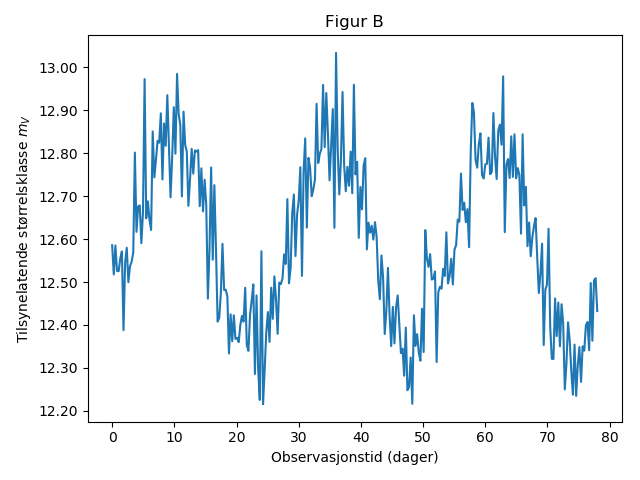 Figur B
Tilsynelatende størrelsesklasse $m_V$
13.00
12.90
12.80
12.70
12.60
12.50
12.40
12.30
12.20
0 10 20 30 40 50 60 70 80
Observasjonstid (dager)